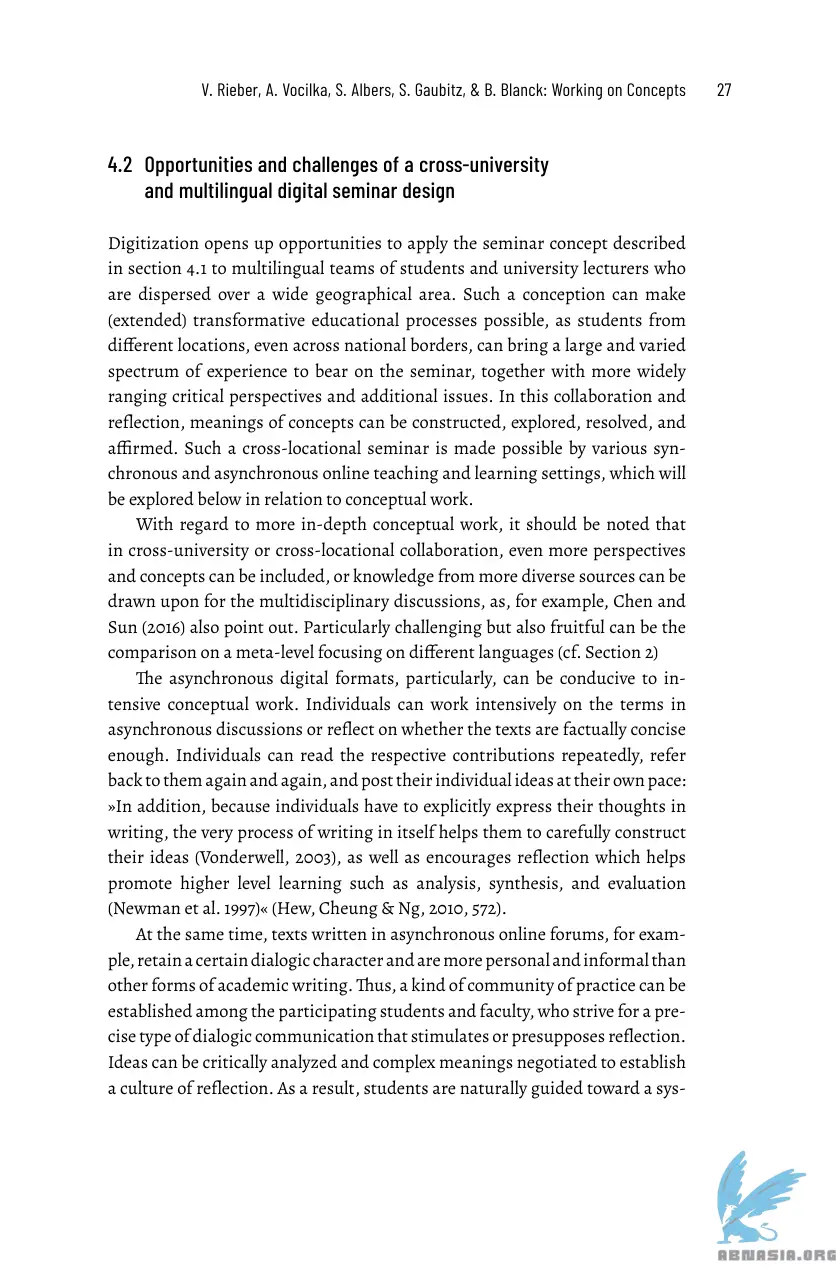 V. Rieber, A. Vocilka, S. Albers, S. Gaubitz, & B. Blanck: Working on Concepts 27
4.2 Opportunities and challenges of a cross-university
and multilingual digital seminar design
Digitization opens up opportunities to apply the seminar concept described
in section 4.1 to multilingual teams of students and university lecturers who
are dispersed over a wide geographical area. Such a conception can make
(extended) transformative educational processes possible, as students from
different locations, even across national borders, can bring a large and varied
spectrum of experience to bear on the seminar, together with more widely
ranging critical perspectives and additional issues. In this collaboration and
reflection, meanings of concepts can be constructed, explored, resolved, and
affirmed. Such a cross-locational seminar is made possible by various syn-
chronous and asynchronous online teaching and learning settings, which will
be explored below in relation to conceptual work.
With regard to more in-depth conceptual work, it should be noted that
in cross-university or cross-locational collaboration, even more perspectives
and concepts can be included, or knowledge from more diverse sources can be
drawn upon for the multidisciplinary discussions, as, for example, Chen and
Sun (2016) also point out. Particularly challenging but also fruitful can be the
comparison on a meta-level focusing on different languages (cf. Section 2)
The asynchronous digital formats, particularly, can be conducive to in-
tensive conceptual work. Individuals can work intensively on the terms in
asynchronous discussions or reflect on whether the texts are factually concise
enough. Individuals can read the respective contributions repeatedly, refer
back to them again and again, and post their individual ideas at their own pace:
»In addition, because individuals have to explicitly express their thoughts in
writing, the very process of writing in itself helps them to carefully construct
their ideas (Vonderwell, 2003), as well as encourages reflection which helps
promote higher level learning such as analysis, synthesis, and evaluation
(Newman et al. 1997)« (Hew, Cheung & Ng, 2010, 572).
At the same time, texts written in asynchronous online forums, for exam-
ple, retain a certain dialogic character and are more personal and informal than
other forms of academic writing. Thus, a kind of community of practice can be
established among the participating students and faculty, who strive for a pre-
cise type of dialogic communication that stimulates or presupposes reflection.
Ideas can be critically analyzed and complex meanings negotiated to establish
a culture of reflection. As a result, students are naturally guided toward a sys-
ABNASIA.ORG